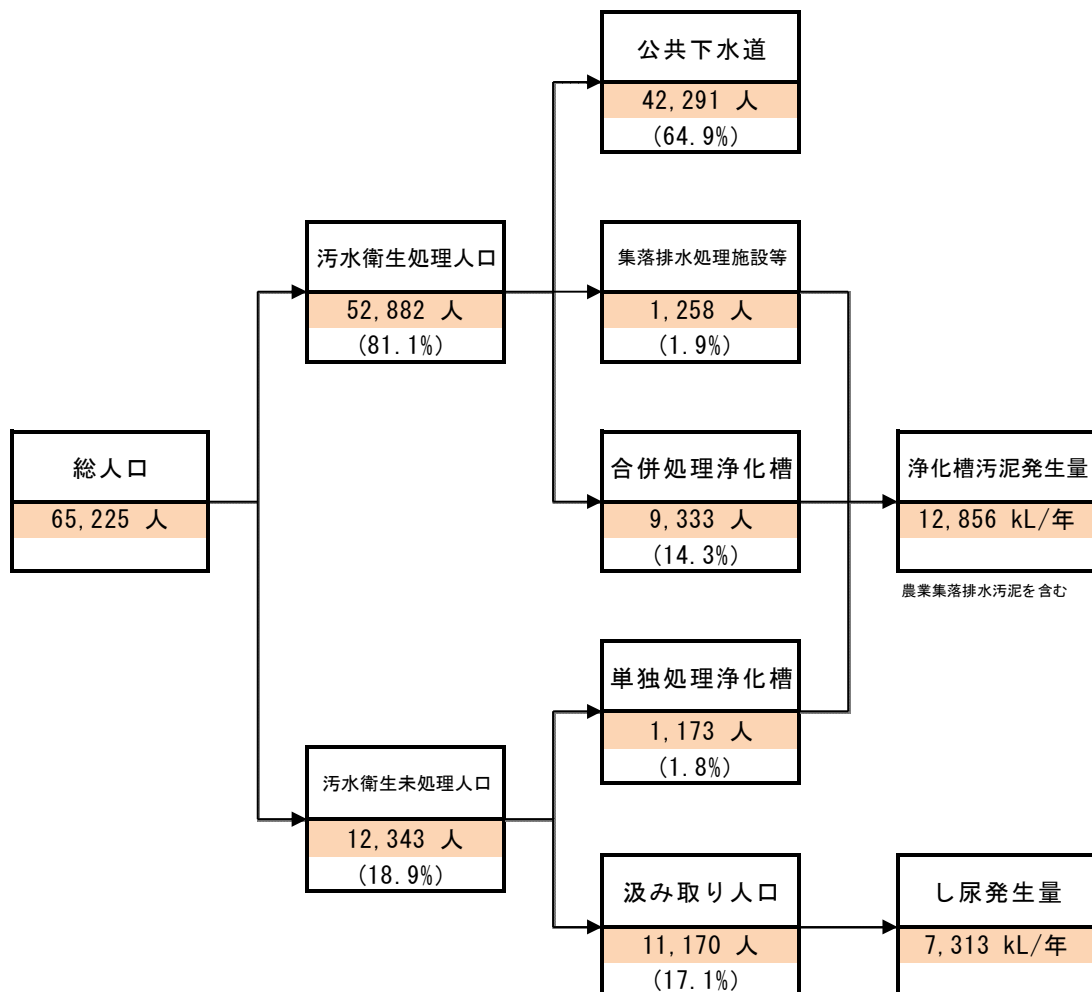 公共下水道
42,291 人
(64.9%)
汚水衛生処理人口
52,882 人
(81.1%)
集落排水処理施設等
1,258 人
(1.9%)
総人口
65,225 人
合併処理浄化槽
9,333 人
(14.3%)
浄化槽汚泥発生量
12,856 kL/年
農業集落排水汚泥を含む
単独処理浄化槽
1,173 人
(1.8%)
汚水衛生未処理人口
12,343 人
(18.9%)
汲み取り人口
11,170 人
(17.1%)
し尿発生量
7,313 kL/年